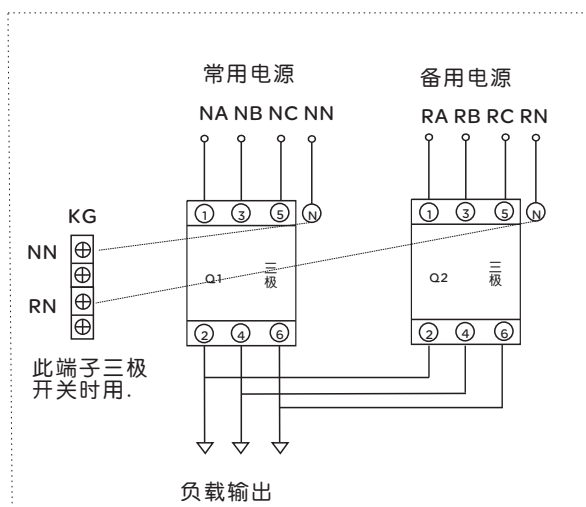 常用电源
备用电源
NA NB NC NN
RA RB RC RN
1 3 5 N
1 3 5 N
KG
NN
RN
Q1 三极
Q2 三极
2 4 6
2 4 6
此端子三极
开关时用.
负载输出